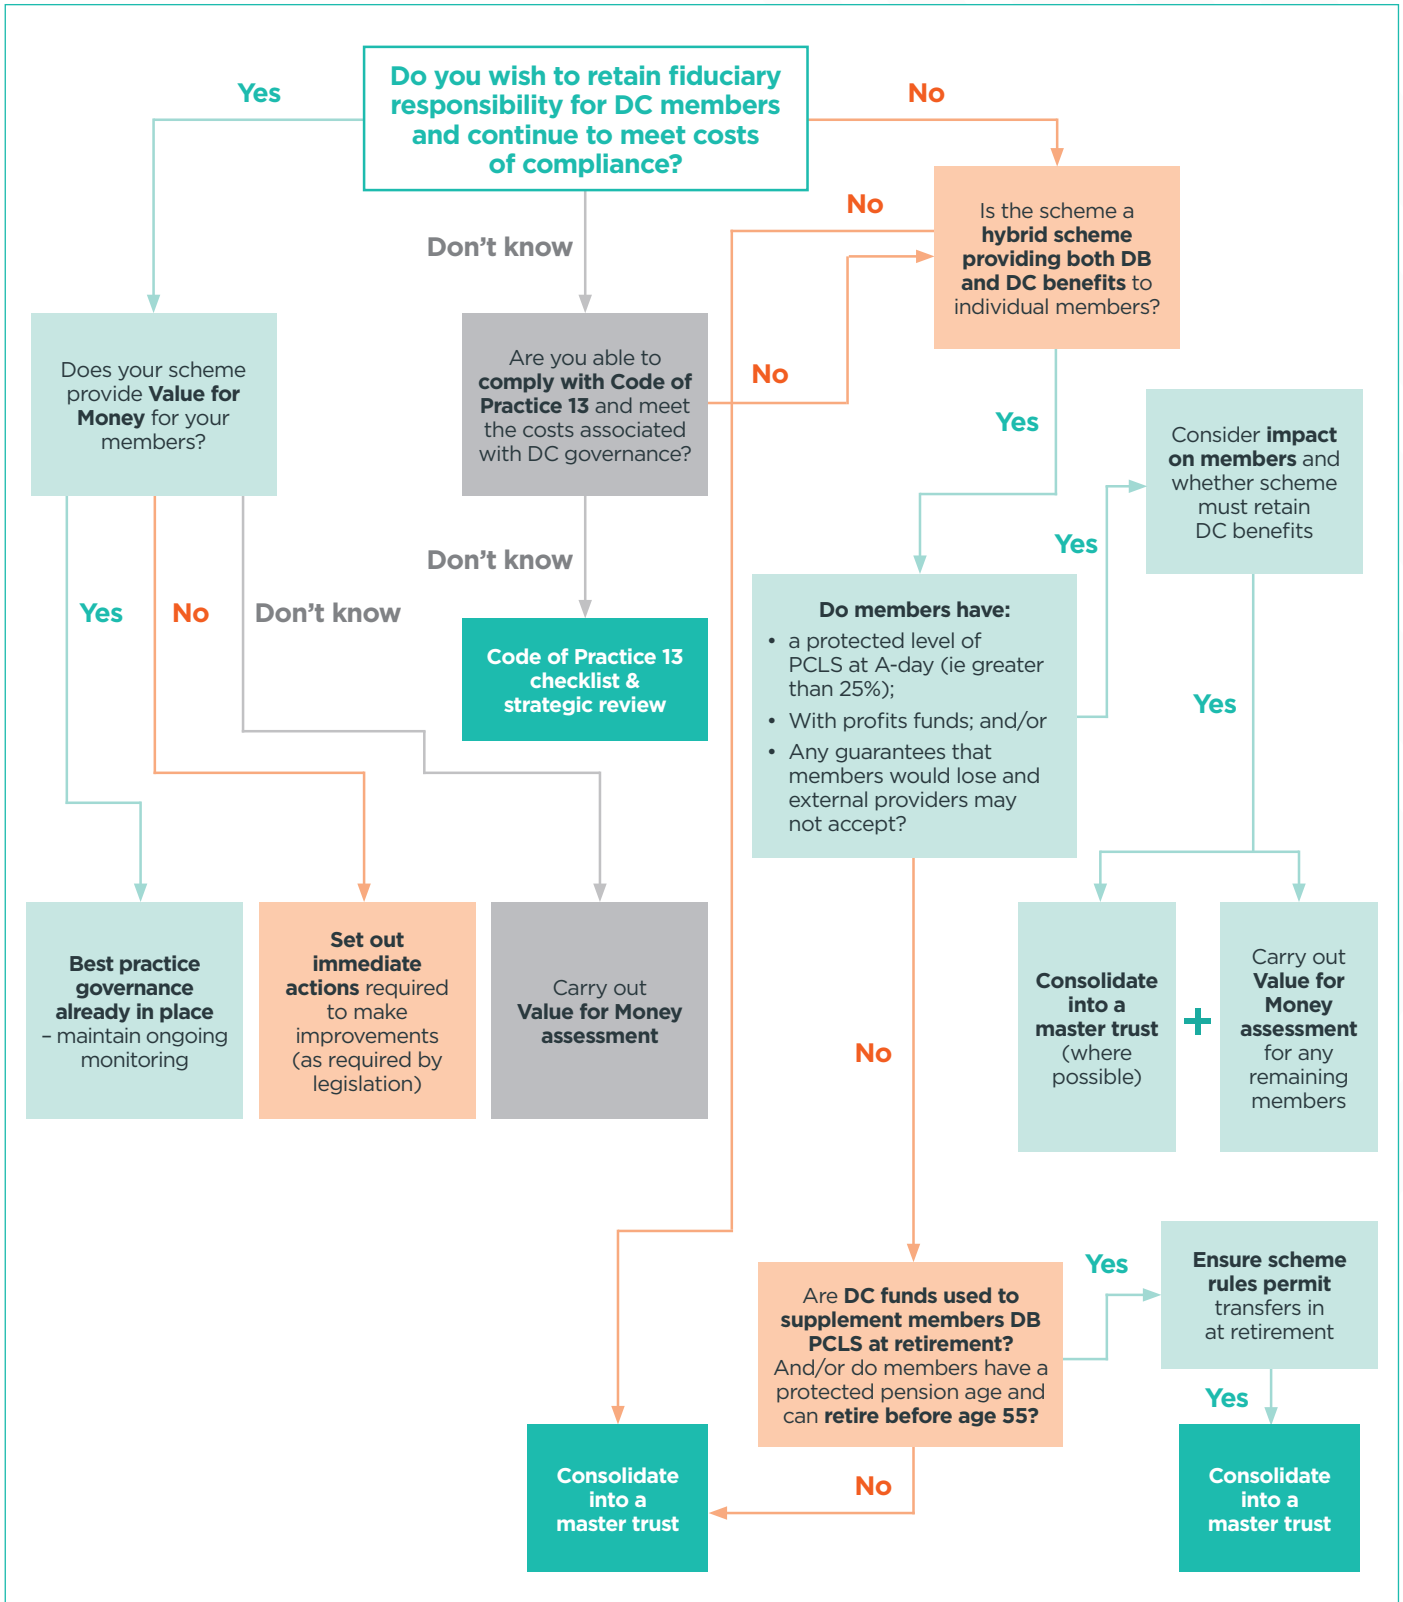 Do you wish to retain fiduciary
responsibility for DC members
and continue to meet costs
of compliance?
Yes
No
Don't know
No
Is the scheme a
hybrid scheme
providing both DB
and DC benefits to
individual members?
Does your scheme
provide Value for
Money for your
members?
Are you able to
comply with Code of
Practice 13 and meet
the costs associated
with DC governance?
No
Yes
Consider impact
on members and
whether scheme
must retain
DC benefits
Yes
No
Don't know
Don't know
Code of Practice 13
checklist &
strategic review
Do members have:
• a protected level of
PCLS at A-day (ie greater
than 25%);
• With profits funds; and/or
• Any guarantees that
members would lose and
external providers may
not accept?
Yes
Yes
Best practice
governance
already in place
– maintain ongoing
monitoring
Set out
immediate
actions required
to make
improvements
(as required by
legislation)
Carry out
Value for Money
assessment
No
Consolidate
into a
master trust
(where
possible)
+
Carry out
Value for
Money
assessment
for any
remaining
members
Are DC funds used to
supplement members DB
PCLS at retirement?
And/or do members have a
protected pension age and
can retire before age 55?
Yes
Ensure scheme
rules permit
transfers in
at retirement
Yes
No
Consolidate
into a
master trust
Consolidate
into a
master trust